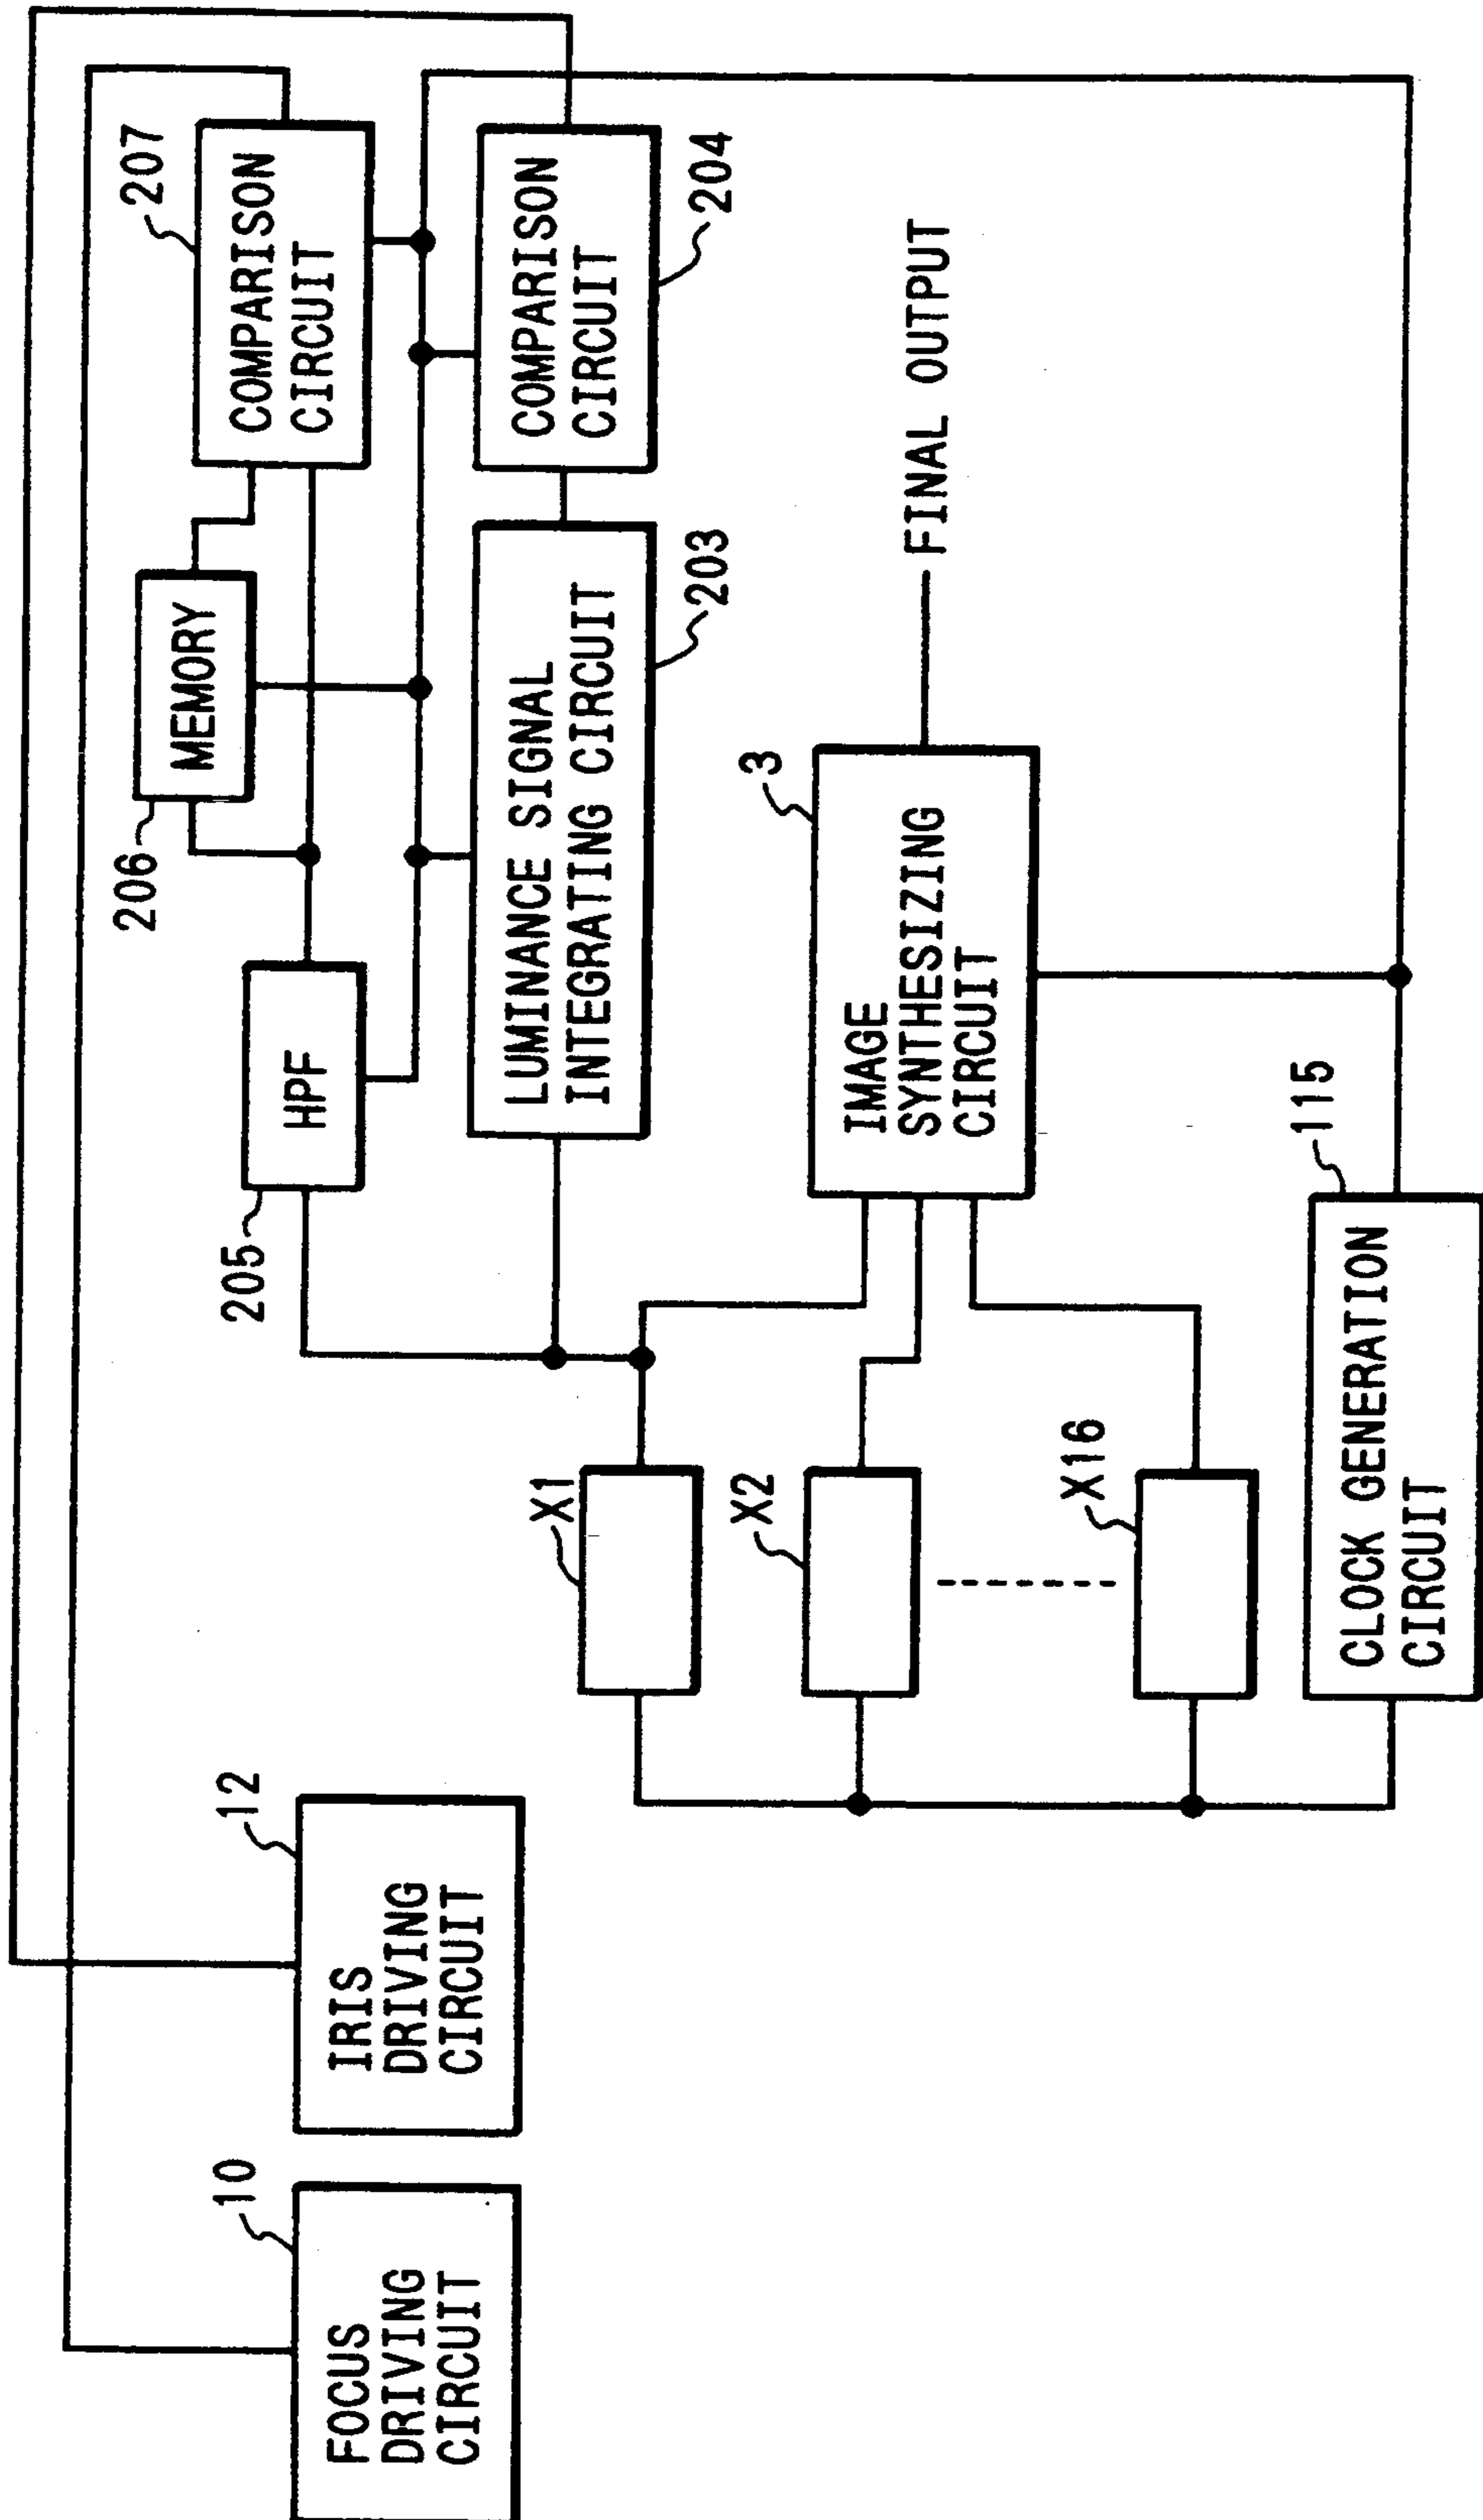 FOCUS
DRIVING
CIRCUIT
10
IRIS
DRIVING
CIRCUIT
12
205
HPF
206
MEMORY
207
COMPARISON
CIRCUIT
LUMINANCE SIGNAL
INTEGRATING CIRCUIT
203
COMPARISON
CIRCUIT
204
X1
X2
X16
IMAGE
SYNTHESIZING
CIRCUIT
3
FINAL OUTPUT
CLOCK GENERATION
CIRCUIT
115